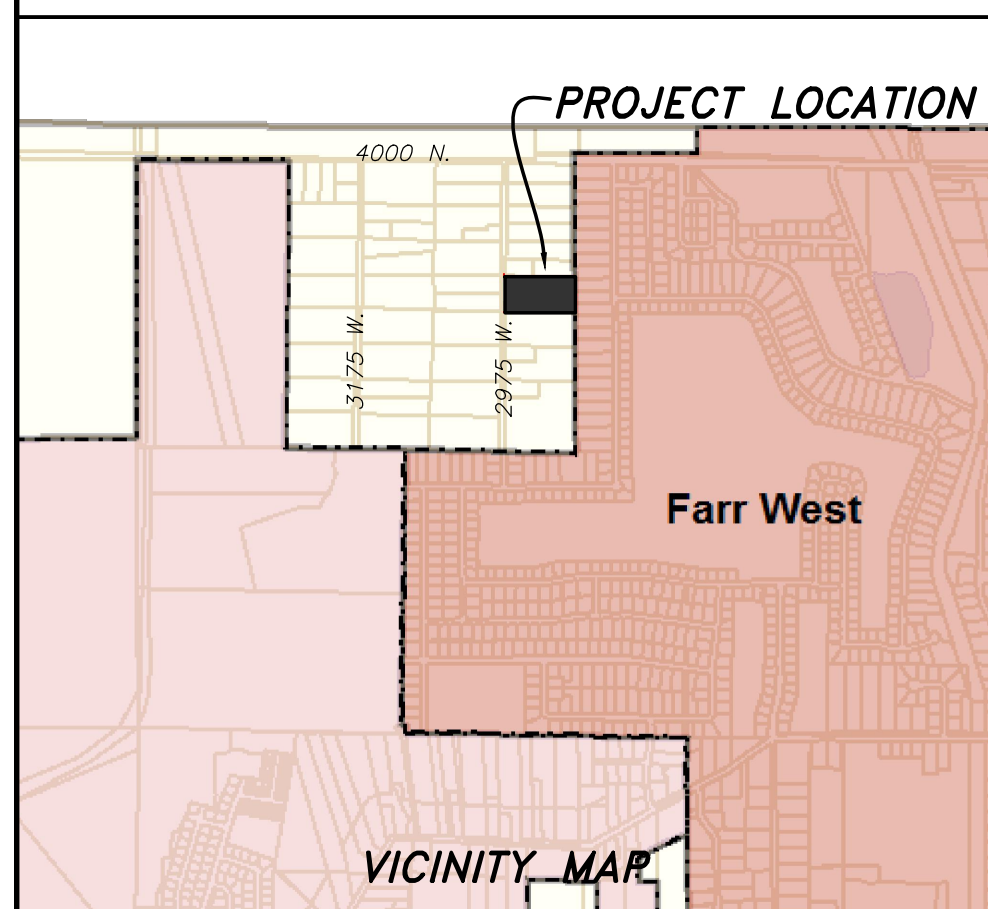 PROJECT LOCATION
4000 N.
3175 W.
2975 W.
Farr West
VICINITY MAP